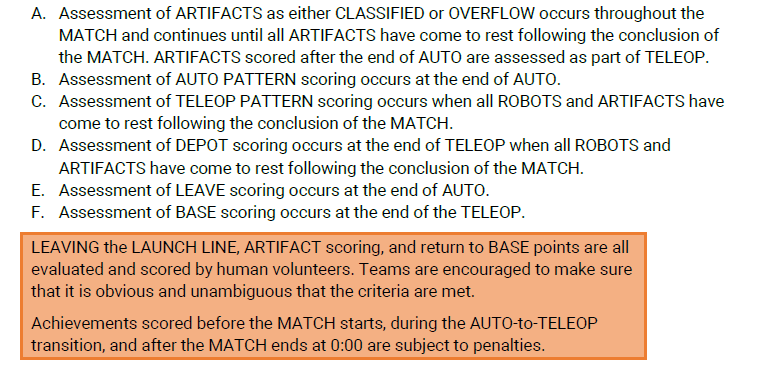 A. Assessment of ARTIFACTS as either CLASSIFIED or OVERFLOW occurs throughout the
MATCH and continues until all ARTIFACTS have come to rest following the conclusion of
the MATCH. ARTIFACTS scored after the end of AUTO are assessed as part of TELEOP.
B. Assessment of AUTO PATTERN scoring occurs at the end of AUTO.
C. Assessment of TELEOP PATTERN scoring occurs when all ROBOTS and ARTIFACTS have
come to rest following the conclusion of the MATCH.
D. Assessment of DEPOT scoring occurs at the end of TELEOP when all ROBOTS and
ARTIFACTS have come to rest following the conclusion of the MATCH.
E. Assessment of LEAVE scoring occurs at the end of AUTO.
F. Assessment of BASE scoring occurs at the end of the TELEOP.
LEAVING the LAUNCH LINE, ARTIFACT scoring, and return to BASE points are all
evaluated and scored by human volunteers. Teams are encouraged to make sure
that it is obvious and unambiguous that the criteria are met.
Achievements scored before the MATCH starts, during the AUTO-to-TELEOP
transition, and after the MATCH ends at 0:00 are subject to penalties.